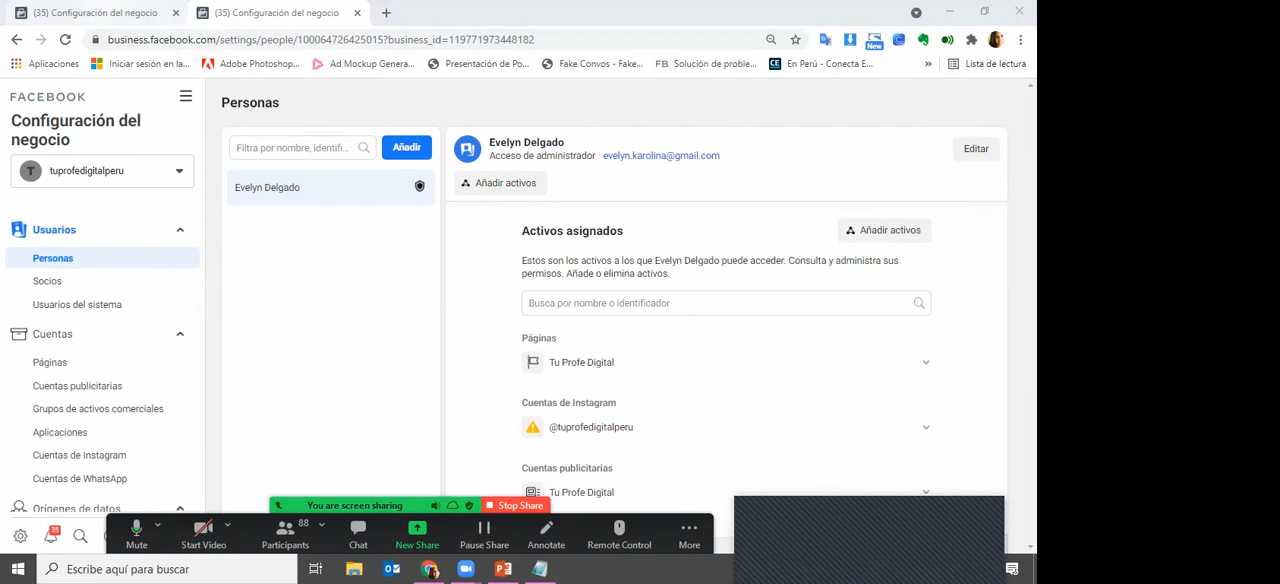 (35) Configuración del negocio
(35) Configuración del negocio
business.facebook.com/settings/people/100064726425015?business_id=119771973448182
New
Aplicaciones
Iniciar sesión en la...
Adobe Photoshop...
Ad Mockup Genera...
Presentación de Po...
Fake Convos - Fake...
FB Solución de proble...
CE En Perú - Conecta E...
»
Lista de lectura
FACEBOOK
Configuración del
negocio
T tuprofedigitalperu
Usuarios
Personas
Socios
Usuarios del sistema
Cuentas
Páginas
Cuentas publicitarias
Grupos de activos comerciales
Aplicaciones
Cuentas de Instagram
Cuentas de WhatsApp
Orígenes de datos
35
Personas
Filtra por nombre, identifi...
Añadir
Evelyn Delgado
Evelyn Delgado
Acceso de administrador · evelyn.karolina@gmail.com
Editar
Añadir activos
Activos asignados
Añadir activos
Estos son los activos a los que Evelyn Delgado puede acceder. Consulta y administra sus
permisos. Añade o elimina activos.
Busca por nombre o identificador
Páginas
Tu Profe Digital
Cuentas de Instagram
@tuprofedigitalperu
Cuentas publicitarias
Tu Profe Digital
You are screen sharing
Stop Share
Mute
Start Video
88
Participants
Chat
New Share
Pause Share
Annotate
Remote Control
More
Escribe aquí para buscar